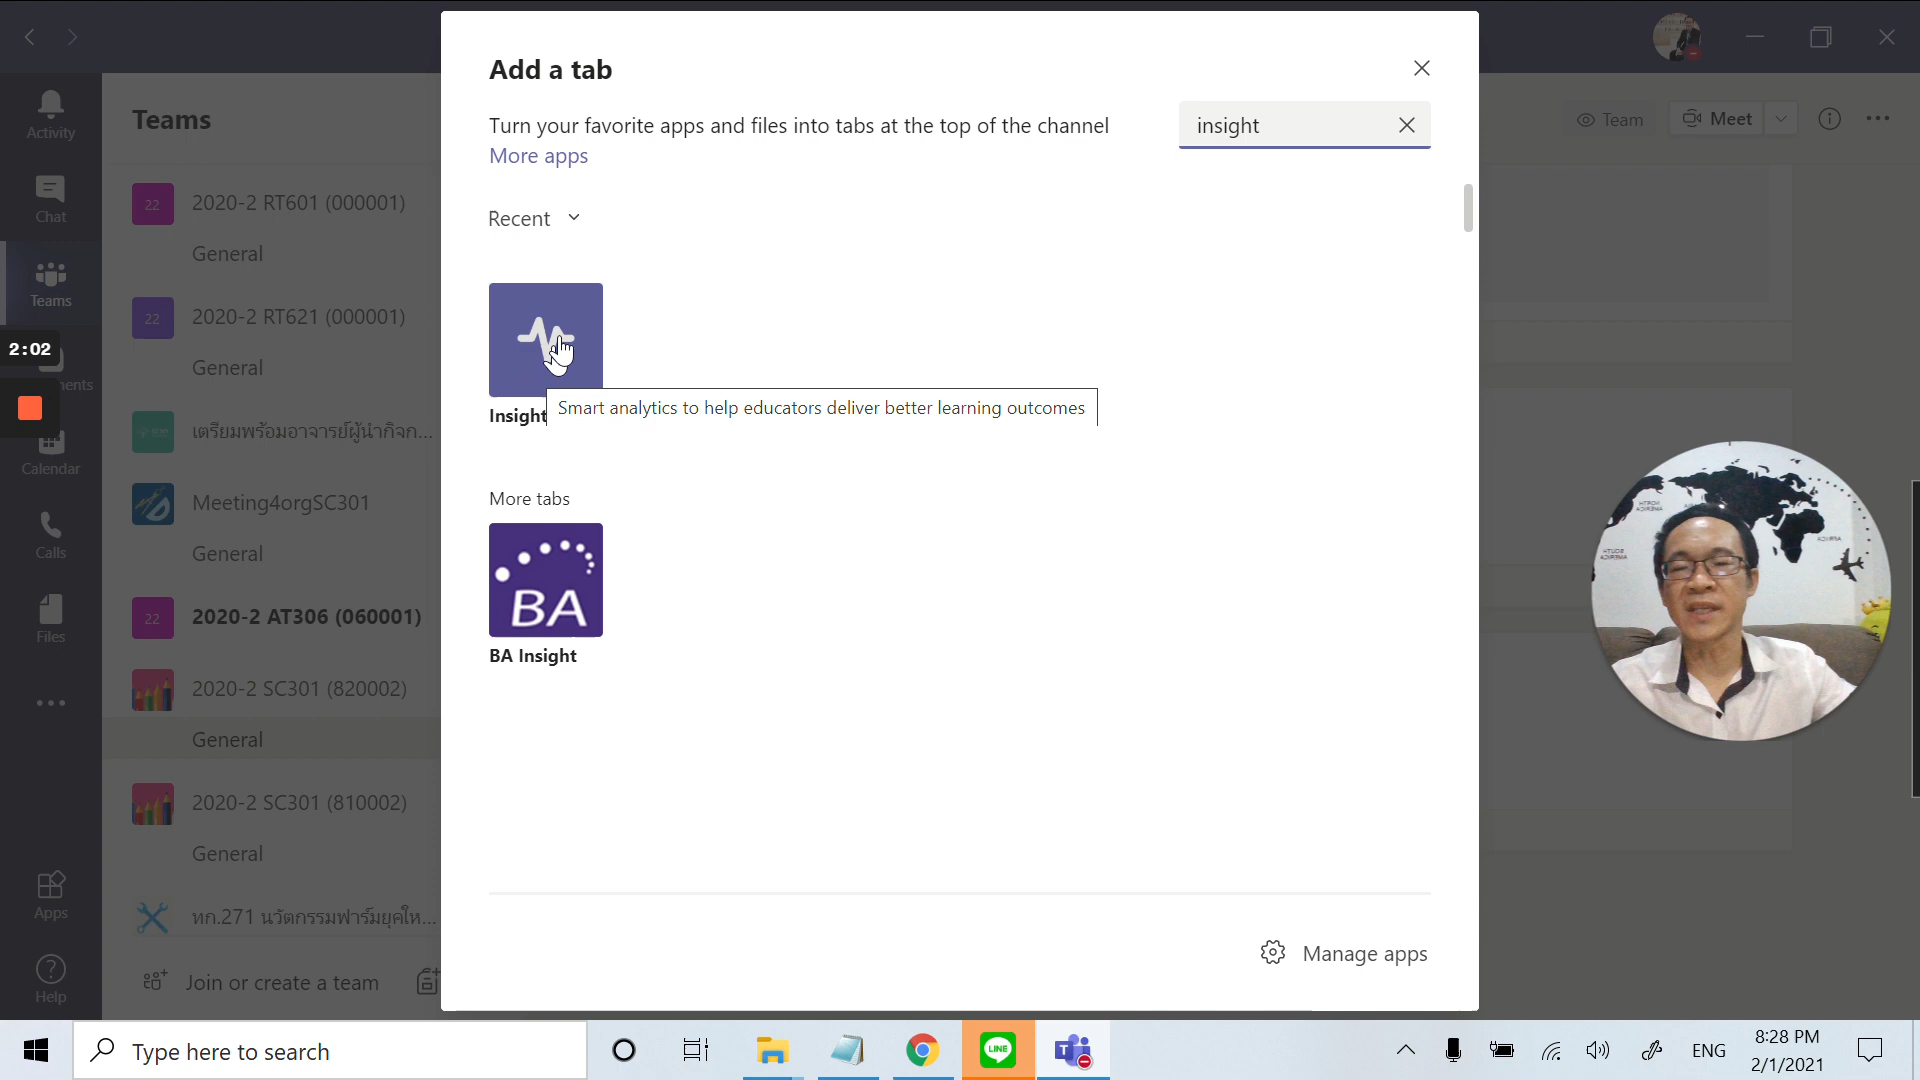 Add a tab
Turn your favorite apps and files into tabs at the top of the channel
More apps
insight
Recent
Insight
Smart analytics to help educators deliver better learning outcomes
More tabs
BA
BA Insight
Manage apps
Activity
Chat
Teams
2:02
ments
Calendar
Calls
Files
Apps
Help
Teams
22 2020-2 RT601 (000001)
General
22 2020-2 RT621 (000001)
General
เตรียมพร้อมอาจารย์ผู้นำกิจก...
Meeting4orgSC301
General
22 2020-2 AT306 (060001)
2020-2 SC301 (820002)
General
2020-2 SC301 (810002)
General
ทก.271 นวัตกรรมฟาร์มยุคให...
Join or create a team
Team
Meet
Type here to search
LINE
T
ENG
8:28 PM
2/1/2021